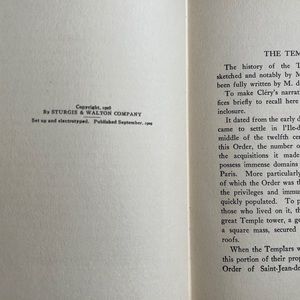 Copyright, 1908
By STURGIS & WALTON COMPANY
Set up and electrotyped. Published September, 1909
THE TEM
The history of the T
sketched and notably by M
been fully written by M. d
To make Cléry's narrat
fices briefly to recall here
inclosure.
It dated from the early d
came to settle in l'Ile-d
middle of the twelfth cen
this Order, the number o
the acquisitions it made
possess immense domains
Paris. More particularly
of which the Order was th
the privileges and immu
quickly populated. To p
those who lived on it, th
great Temple tower, a g
a square mass, secured
roofs.
When the Templars w
this portion of their prop
Order of Saint-Jean-de